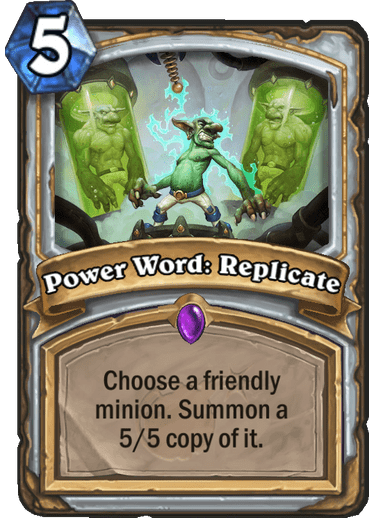 5
Power Word: Replicate
Choose a friendly
minion. Summon a
5/5 copy of it.